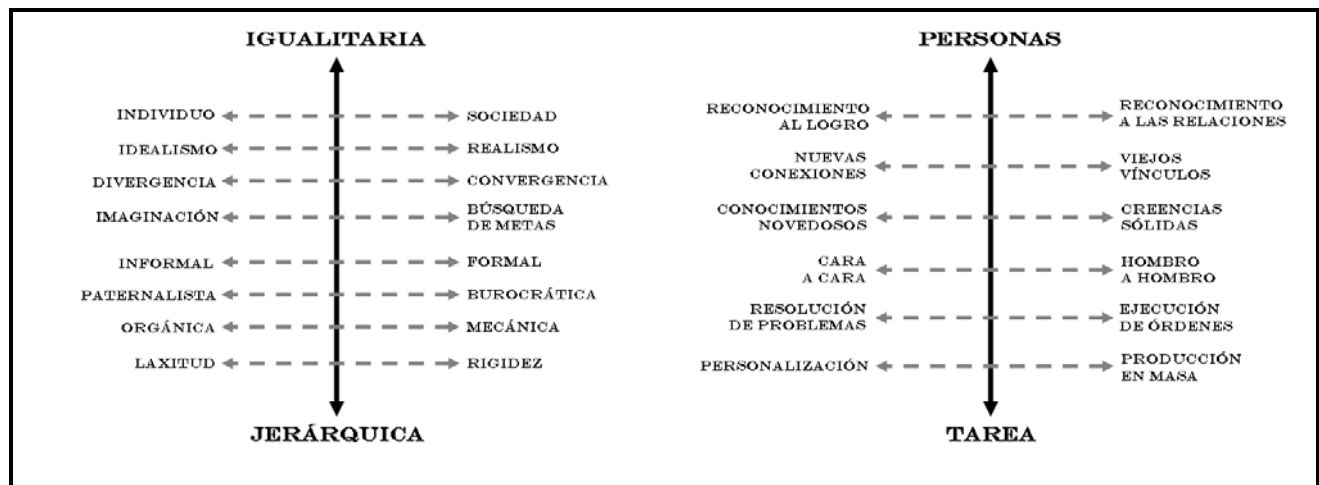 IGUALITARIA
INDIVIDUO
SOCIEDAD
IDEALISMO
REALISMO
DIVERGENCIA
CONVERGENCIA
IMAGINACIÓN
BÚSQUEDA
DE METAS
INFORMAL
FORMAL
PATERNALISTA
BUROCRÁTICA
ORGÁNICA
MECÁNICA
LAXITUD
RIGIDEZ
JERÁRQUICA
PERSONAS
RECONOCIMIENTO
AL LOGRO
RECONOCIMIENTO
A LAS RELACIONES
NUEVAS
CONEXIONES
VIEJOS
VÍNCULOS
CONOCIMIENTOS
NOVEDOSOS
CREENCIAS
SÓLIDAS
CARA
A CARA
HOMBRO
A HOMBRO
RESOLUCIÓN
DE PROBLEMAS
EJECUCIÓN
DE ÓRDENES
PERSONALIZACIÓN
PRODUCCIÓN
EN MASA
TAREA